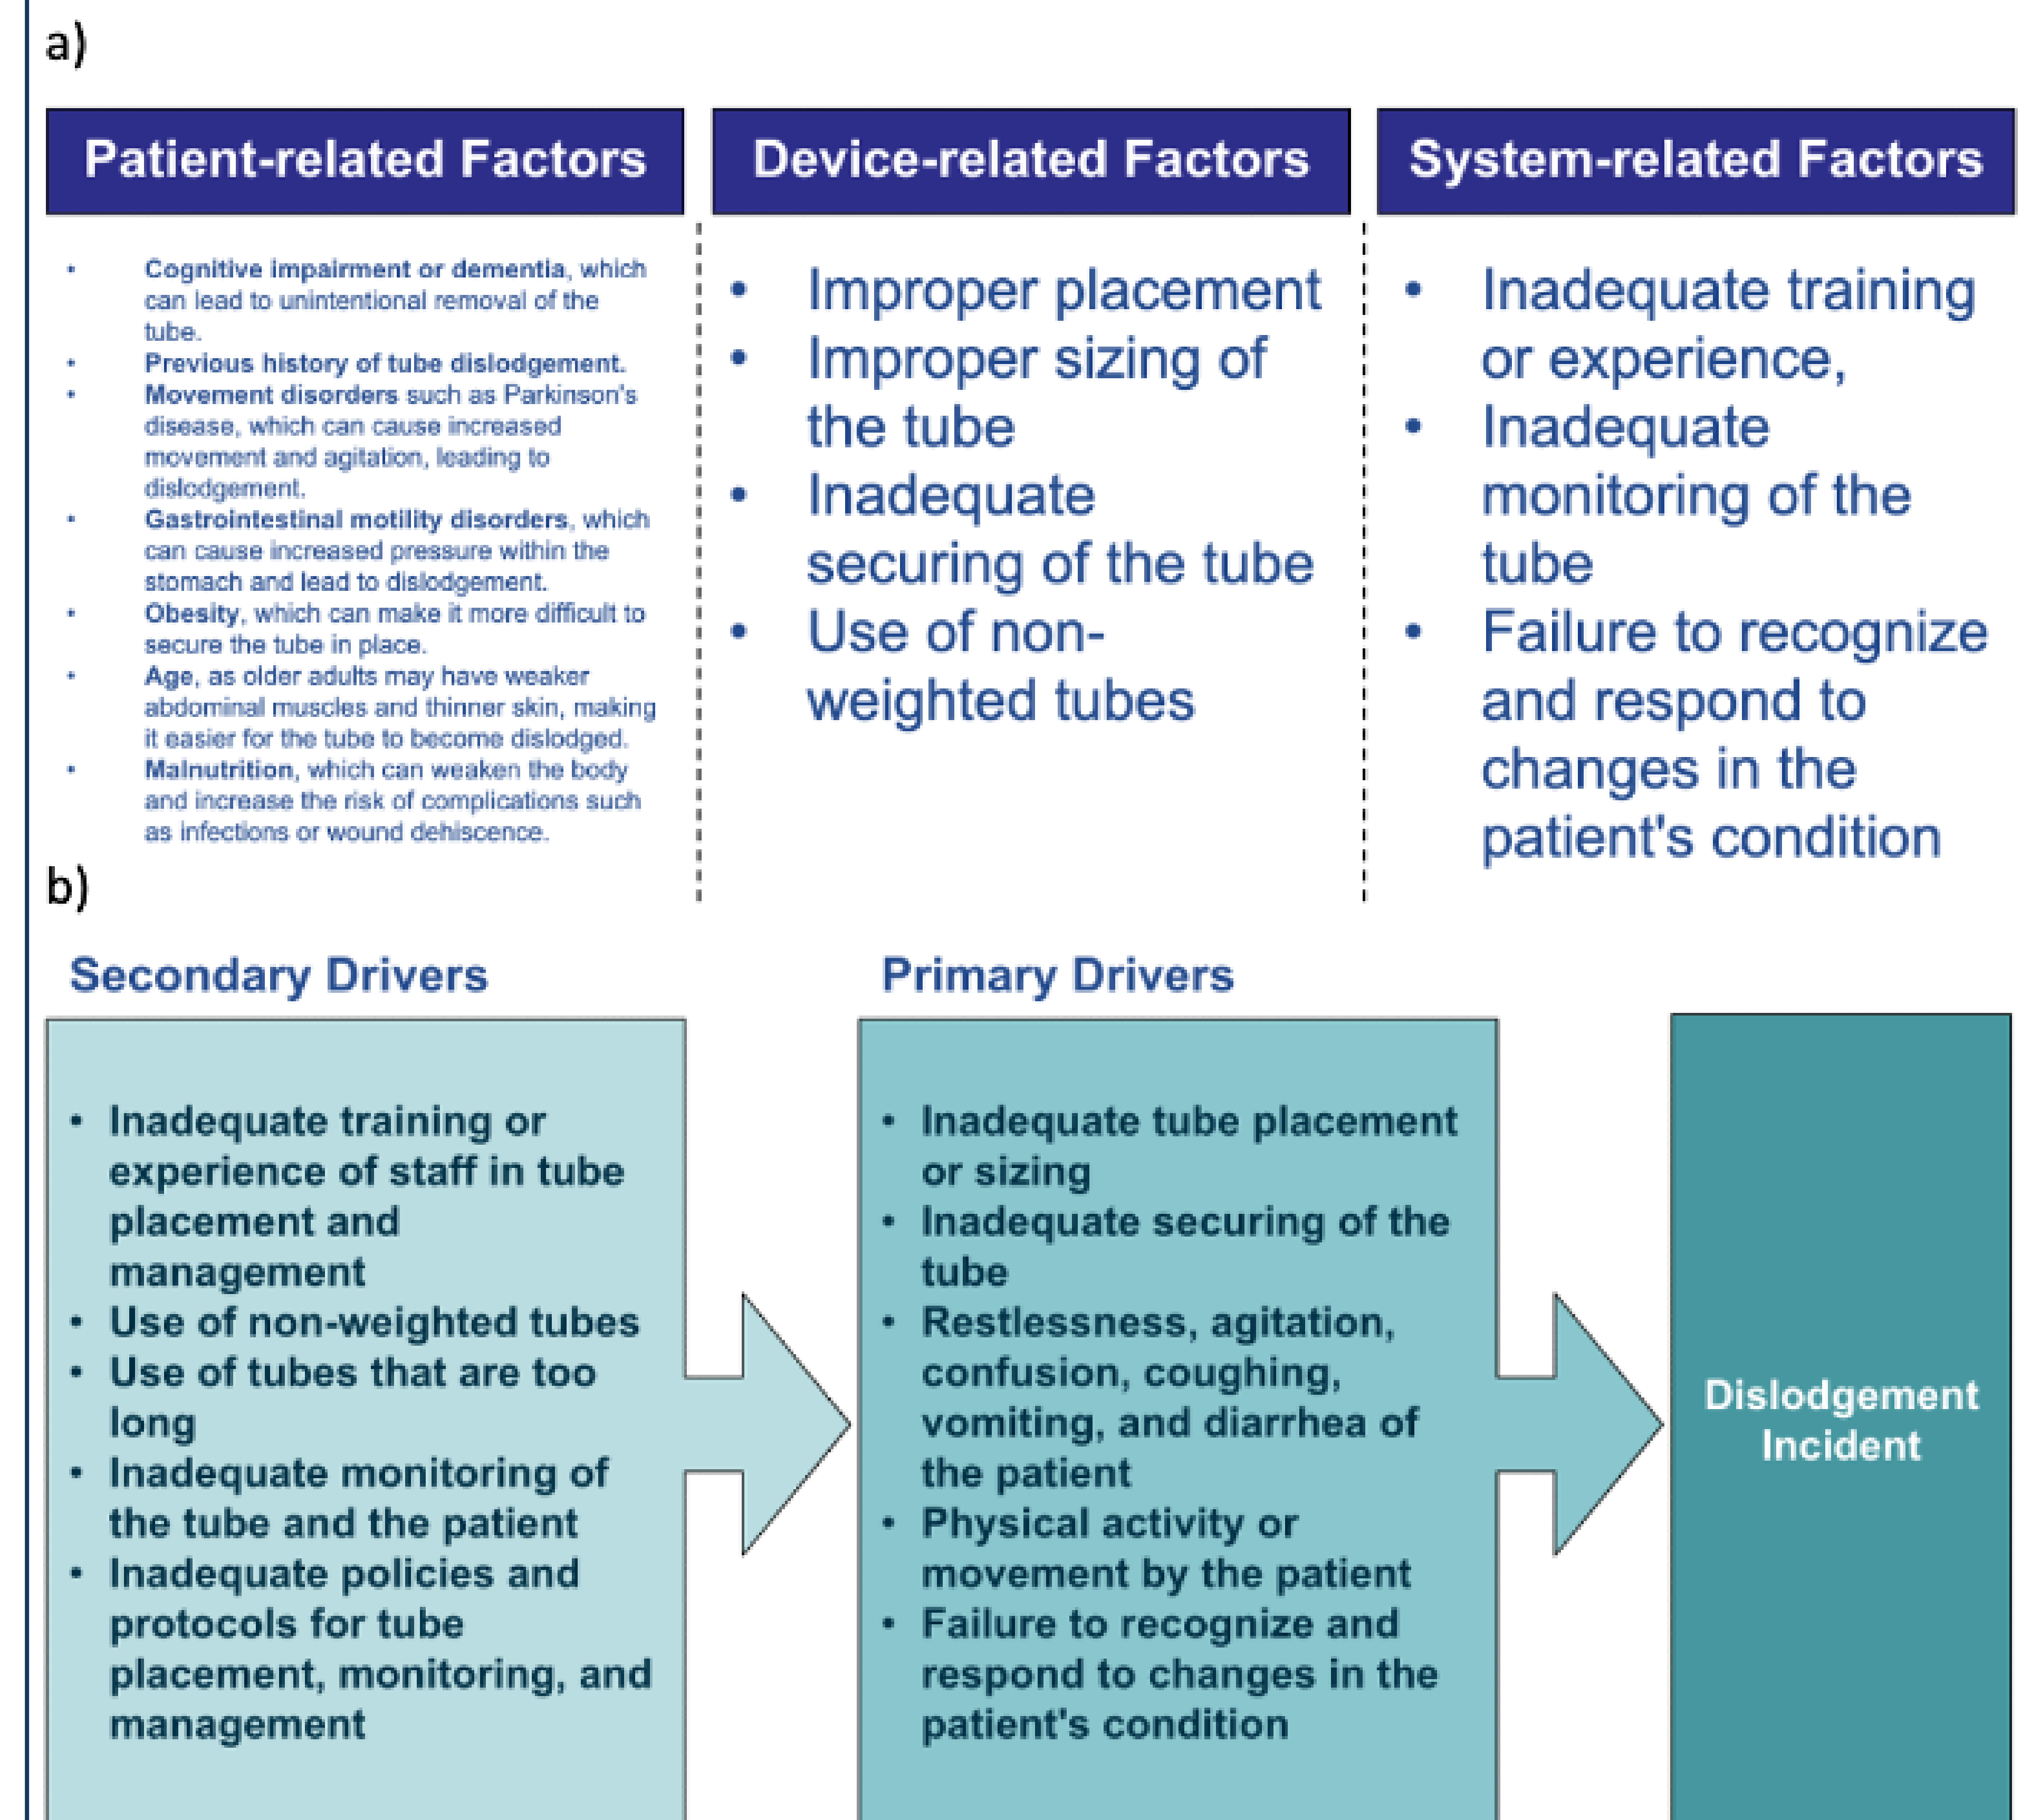 a)
Patient-related Factors
• Cognitive impairment or dementia, which
can lead to unintentional removal of the
tube.
• Previous history of tube dislodgement.
• Movement disorders such as Parkinson's
disease, which can cause increased
movement and agitation, leading to
dislodgement.
• Gastrointestinal motility disorders, which
can cause increased pressure within the
stomach and lead to dislodgement.
• Obesity, which can make it more difficult to
secure the tube in place.
• Age, as older adults may have weaker
abdominal muscles and thinner skin, making
it easier for the tube to become dislodged.
• Malnutrition, which can weaken the body
and increase the risk of complications such
as infections or wound dehiscence.
Device-related Factors
• Improper placement
• Improper sizing of
the tube
• Inadequate
securing of the tube
• Use of non-
weighted tubes
System-related Factors
• Inadequate training
or experience,
• Inadequate
monitoring of the
tube
• Failure to recognize
and respond to
changes in the
patient's condition
b)
Secondary Drivers
• Inadequate training or
experience of staff in tube
placement and
management
• Use of non-weighted tubes
• Use of tubes that are too
long
• Inadequate monitoring of
the tube and the patient
• Inadequate policies and
protocols for tube
placement, monitoring, and
management
Primary Drivers
• Inadequate tube placement
or sizing
• Inadequate securing of the
tube
• Restlessness, agitation,
confusion, coughing,
vomiting, and diarrhea of
the patient
• Physical activity or
movement by the patient
• Failure to recognize and
respond to changes in the
patient's condition
Dislodgement
Incident